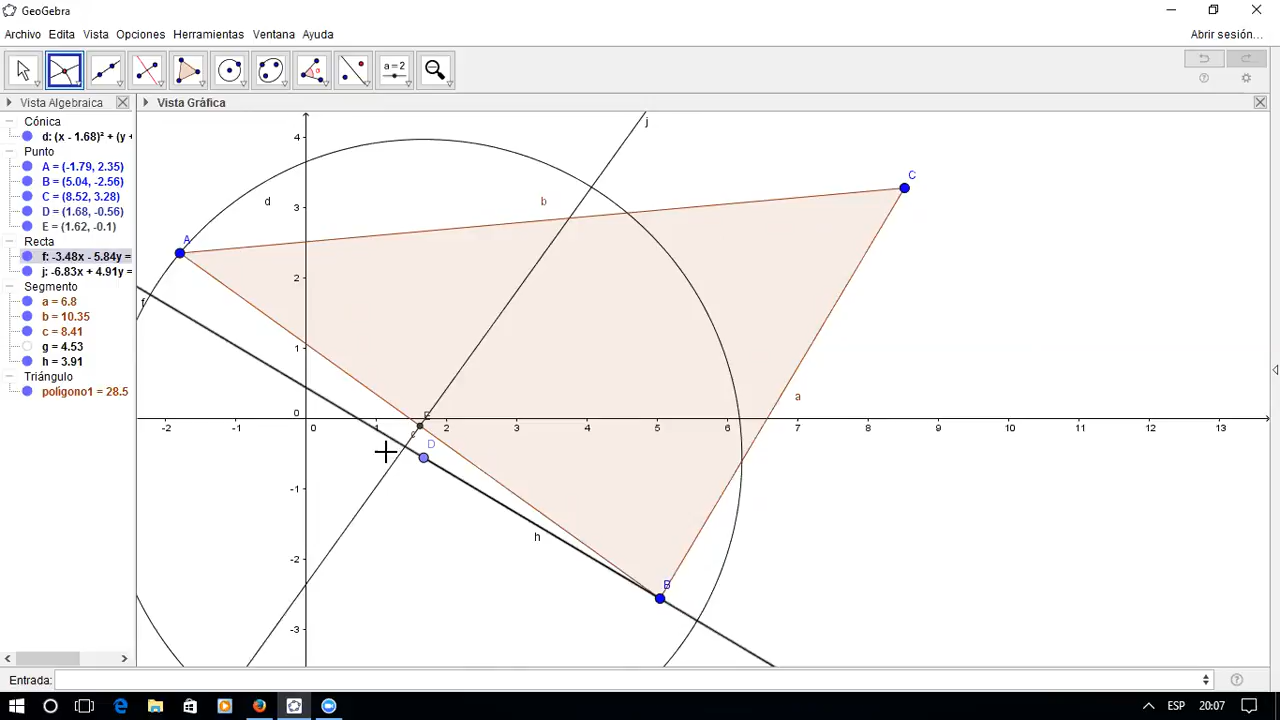 GeoGebra
Archivo Edita Vista Opciones Herramientas Ventana Ayuda
Abrir sesión...
a = 2
Vista Algebraica
Vista Gráfica
Cónica
d: (x - 1.68)² + (y +
Punto
A = (-1.79, 2.35)
B = (5.04, -2.56)
C = (8.52, 3.28)
D = (1.68, -0.56)
E = (1.62, -0.1)
Recta
f: -3.48x - 5.84y =
j: -6.83x + 4.91y =
Segmento
a = 6.8
b = 10.35
c = 8.41
g = 4.53
h = 3.91
Triángulo
polígono1 = 28.5
j
4
C
d
b
3
A
2
f
1
a
E
0
-2 -1 0 1 2 3 4 5 6 7 8 9 10 11 12 13
c
D
-1
h
-2
B
-3
Entrada:
ESP 20:07